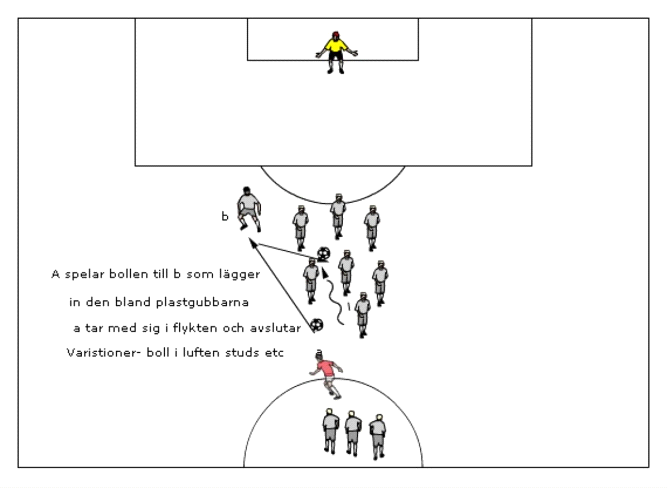 b
A spelar bollen till b som lägger
in den bland plastgubbarna
a tar med sig i flykten och avslutar
Varistioner- boll i luften studs etc
a